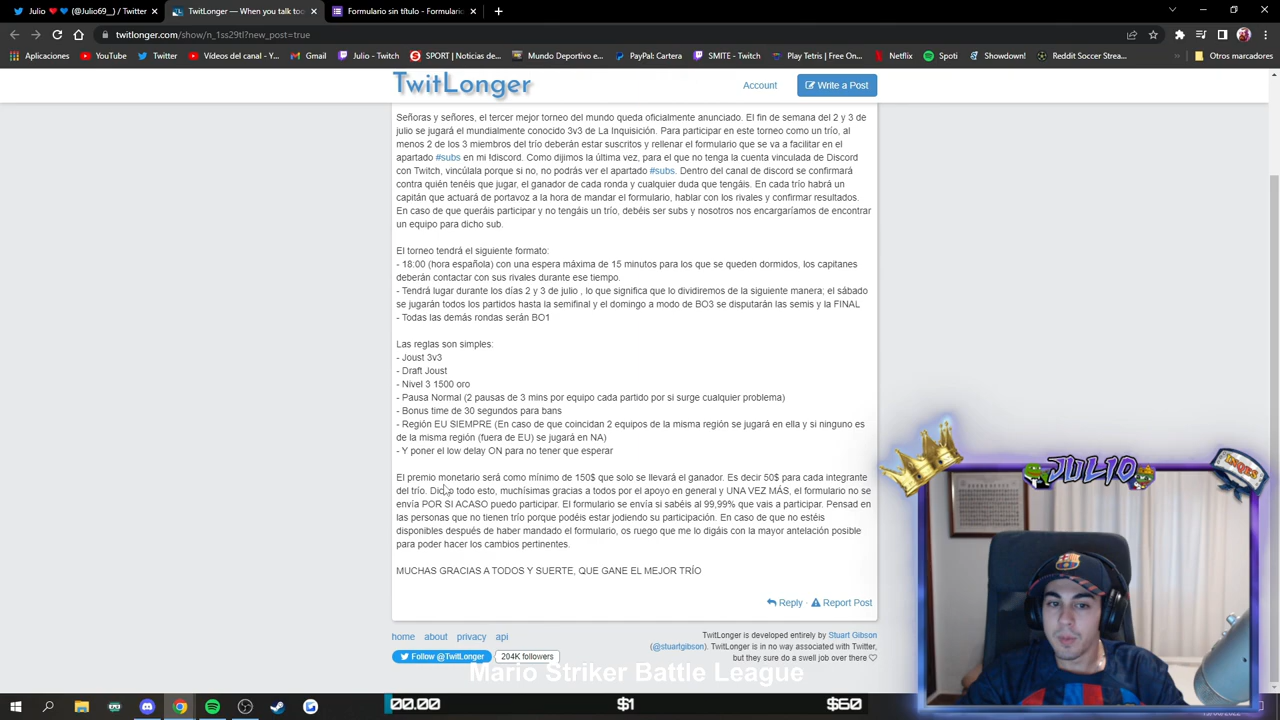 Julio
(@Julio69__) / Tw
TwitLonger — When you talk to
Formulario - Formularios de
twitlonger.com/show/n_1ss29tl?new_post=true
Aplicaciones
YouTube
Twitter
Vídeos del canal - Y...
Gmail
Julio - Twitch
SPORT | Noticias de...
Mundo Deportivo e...
PayPal: Cartera
SMITE - Twitch
Play Tetris | Free O...
Netflix
Spoti
Showdown!
Reddit Soccer Strea...
Otros marcadores
TwitLonger
Account
Write a Post
Señoras y señores, el tercer mejor torneo del mundo queda oficialmente anunciado. El fin de semana del 2 y 3 de
julio se jugará el mundialmente conocido 3v3 de La Inquisición. Para participar en este torneo como un trío, al
menos 2 de los 3 miembros del trío deberán estar suscritos y rellenar el formulario que se va a facilitar en el
apartado #subs en mi !discord. Como dijimos la última vez, para el que no tenga la cuenta vinculada de Discord
con Twitch, vincúlala porque si no, no podrás ver el apartado #subs. Dentro del canal de discord se confirmará
contra quién tenéis que jugar, el ganador de cada ronda y cualquier duda que tengáis. En cada trío habrá un
capitán que actuará de portavoz a la hora de mandar el formulario, hablar con los rivales y confirmar resultados.
En caso de que queráis participar y no tengáis un trío, debéis ser subs y nosotros nos encargaríamos de encontrar
un equipo para dicho sub.
El torneo tendrá el siguiente formato:
- 18:00 (hora española) con una espera máxima de 15 minutos para los que se queden dormidos, los capitanes
deberán contactar con sus rivales durante ese tiempo.
- Tendrá lugar durante los días 2 y 3 de julio , lo que significa que lo dividiremos de la siguiente manera; el sábado
se jugarán todos los partidos hasta la semifinal y el domingo a modo de BO3 se disputarán las semis y la FINAL
- Todas las demás rondas serán BO1
Las reglas son simples:
- Joust 3v3
- Draft Joust
- Nivel 3 1500 oro
- Pausa Normal (2 pausas de 3 mins por equipo cada partido por si surge cualquier problema)
- Bonus time de 30 segundos para bans
- Región EU SIEMPRE (En caso de que coincidan 2 equipos de la misma región se jugará en ella y si ninguno es
de la misma región (fuera de EU) se jugará en NA)
- Y poner el low delay ON para no tener que esperar
El premio monetario será como mínimo de 150$ que solo se llevará el ganador. Es decir 50$ para cada integrante
del trío. Dicho todo esto, muchísimas gracias a todos por el apoyo en general y UNA VEZ MÁS, el formulario no se
envía POR SI ACASO puedo participar. El formulario se envía si sabéis al 99,99% que vais a participar. Pensad en
las personas que no tienen trío porque podéis estar jodiendo su participación. En caso de que no estéis
disponibles después de haber mandado el formulario, os ruego que me lo digáis con la mayor antelación posible
para poder hacer los cambios pertinentes.
MUCHAS GRACIAS A TODOS Y SUERTE, QUE GANE EL MEJOR TRÍO
Reply · Report Post
home about privacy api
Follow @TwitLonger
204K followers
TwitLonger is developed entirely by Stuart Gibson
(@stuartgibson). TwitLonger is in no way associated with Twitter,
but they sure do a swell job over there
Mario Striker Battle League
JULIO
00.00
$1
$60